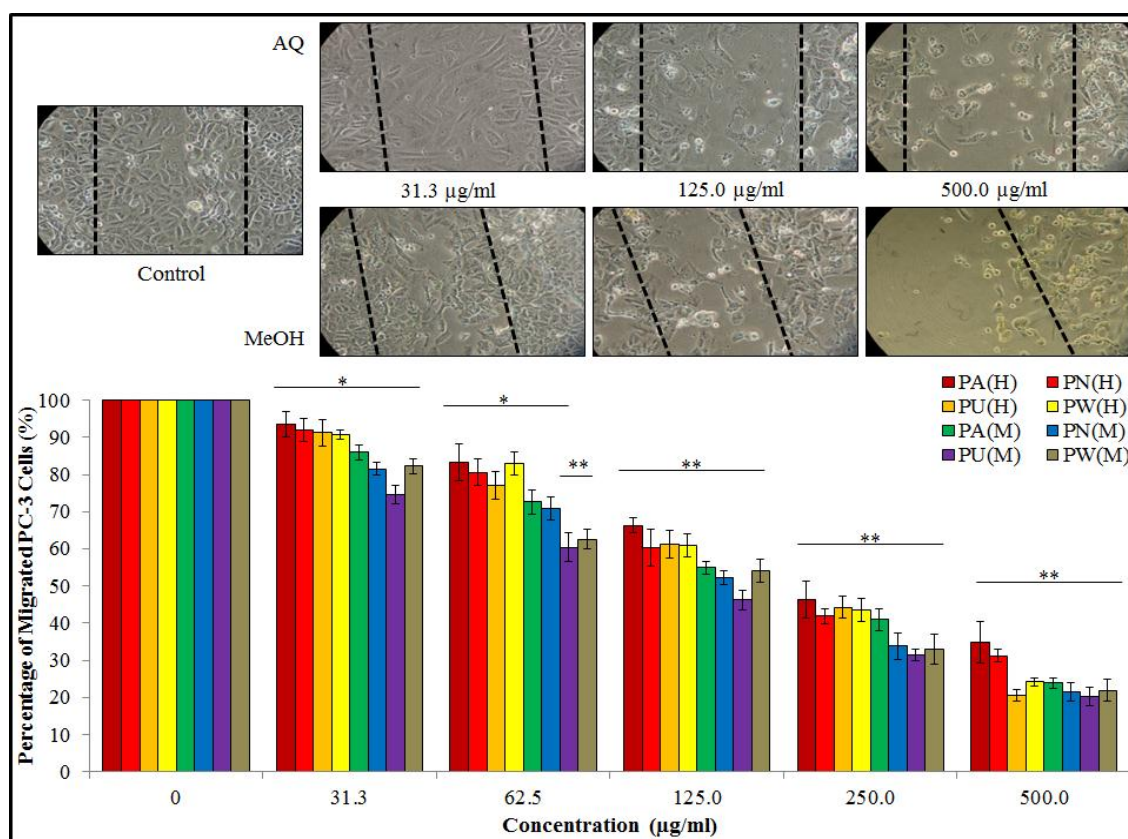 AQ
Control
31.3 µg/ml 125.0 µg/ml 500.0 µg/ml
MeOH
PA(H) PN(H)
PU(H) PW(H)
PA(M) PN(M)
PU(M) PW(M)
Percentage of Migrated PC-3 Cells (%)
100
90
80
70
60
50
40
30
20
10
0
*
*
**
**
**
**
0 31.3 62.5 125.0 250.0 500.0
Concentration (µg/ml)